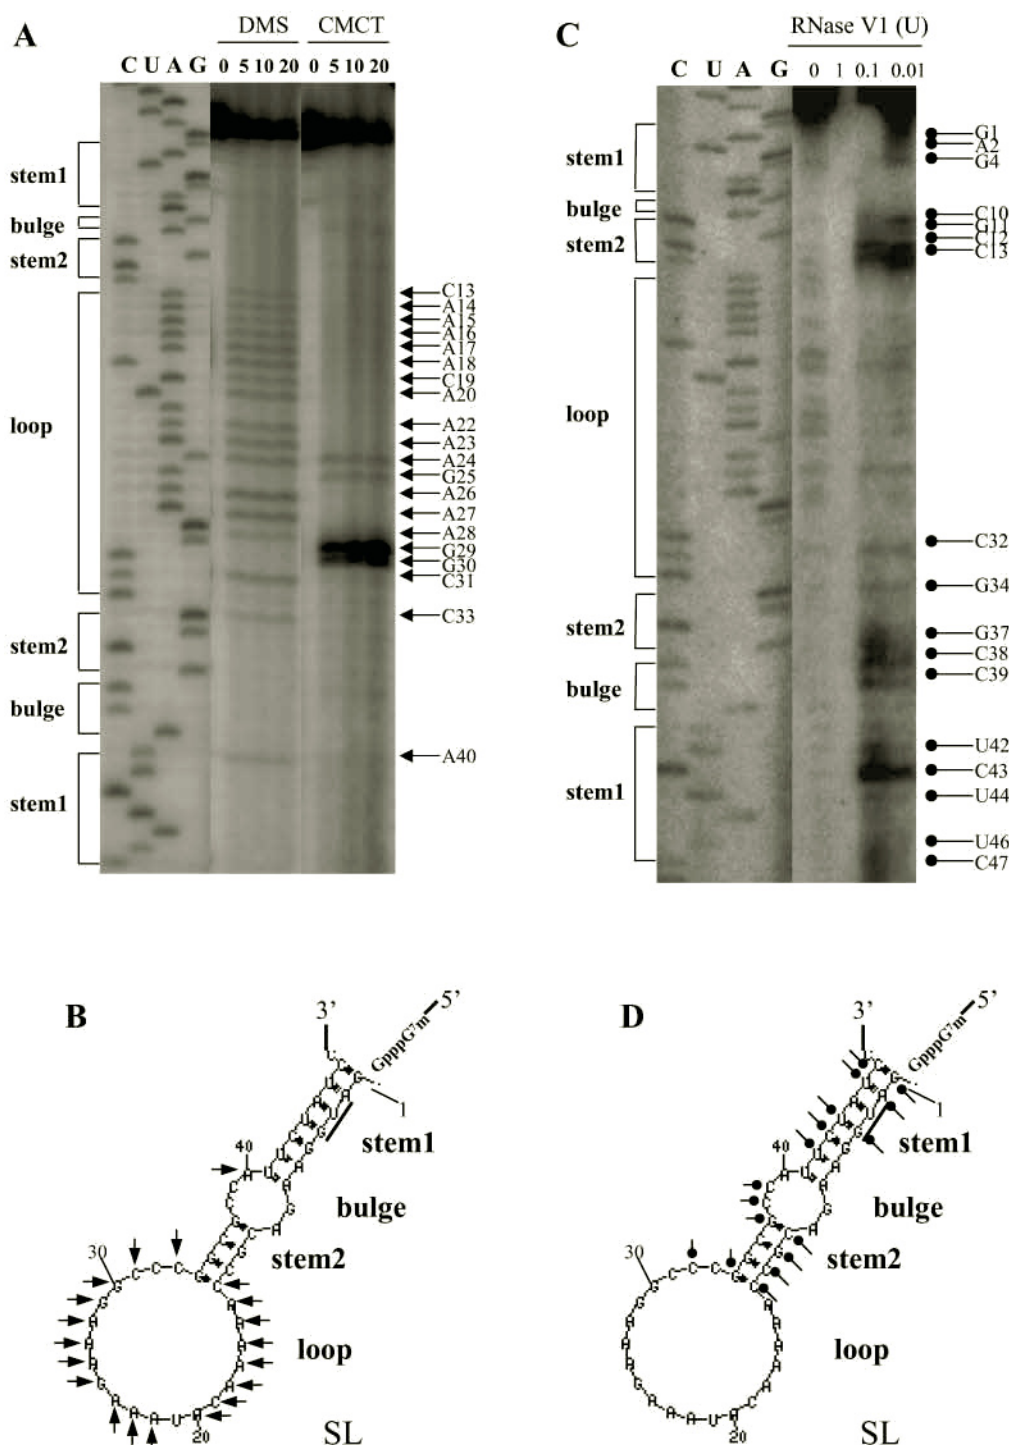 A
DMS CMCT
C U A G 0 5 10 20 0 5 10 20
stem1
bulge
stem2
loop
stem2
bulge
stem1
C13
A14
A15
A16
A17
A18
C19
A20
A22
A23
A24
G25
A26
A27
A28
G29
G30
C31
C33
A40
C
RNase V1 (U)
C U A G 0 1 0.1 0.01
stem1
bulge
stem2
loop
stem2
bulge
stem1
G1
A2
G4
C10
G11
C12
C13
C32
G34
G37
C38
C39
U42
C43
U44
U46
C47
B
3' GpppG7m 5'
1
stem1
40
bulge
stem2
30
loop
20
SL
D
3' GpppG7m 5'
1
stem1
40
bulge
stem2
30
loop
20
SL